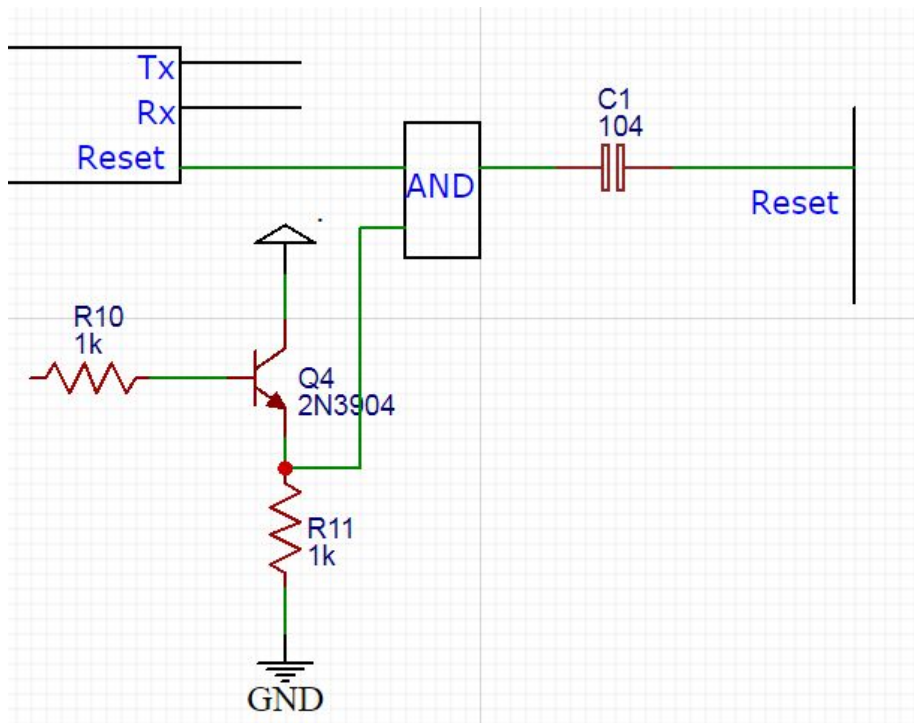 Tx
Rx
Reset
AND
C1
104
Reset
R10
1k
Q4
2N3904
R11
1k
GND